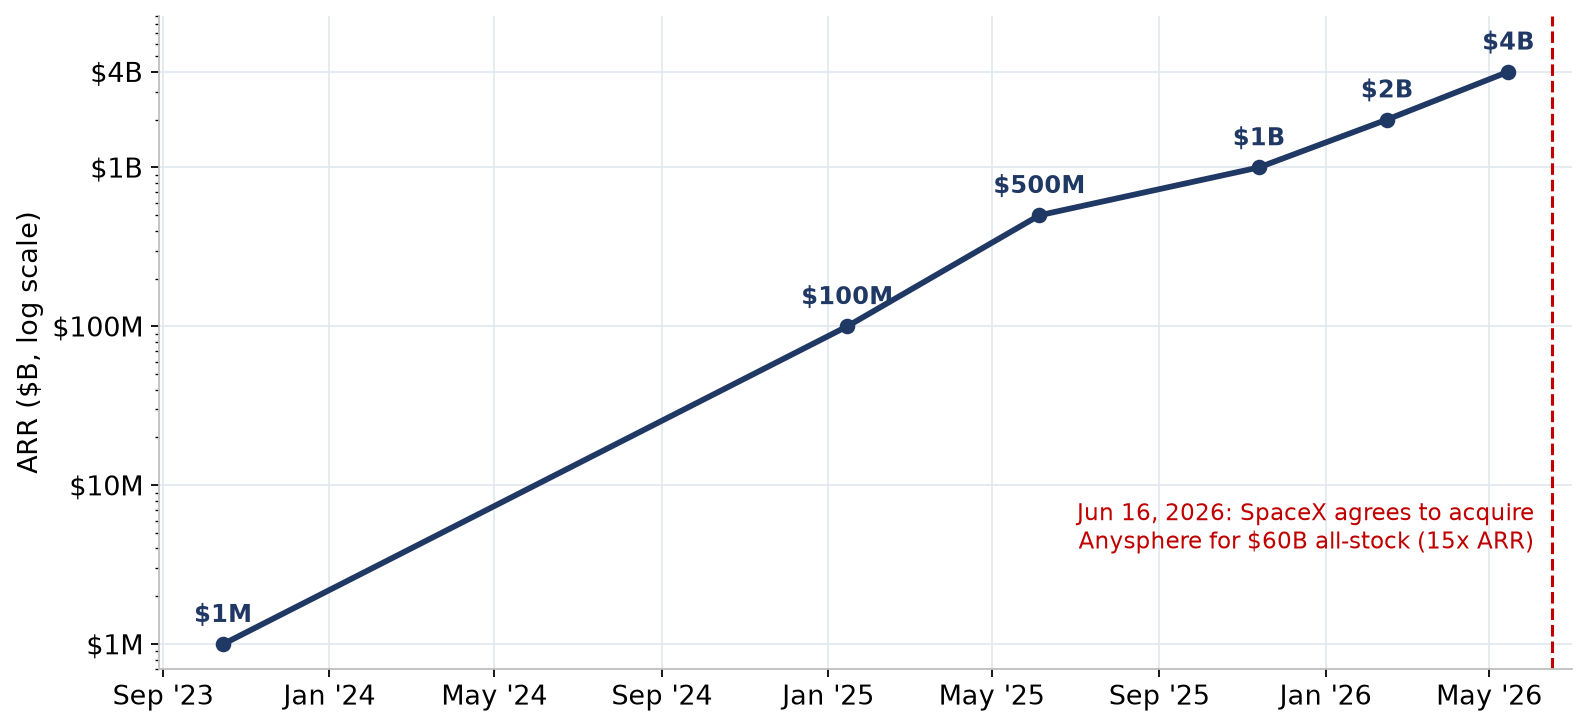 $4B
$4B
$2B
$1B
$1B
$500M
ARR ($B, log scale)
$100M
$100M
$10M
Jun 16, 2026: SpaceX agrees to acquire
Anysphere for $60B all-stock (15x ARR)
$1M
$1M
Sep '23 Jan '24 May '24 Sep '24 Jan '25 May '25 Sep '25 Jan '26 May '26